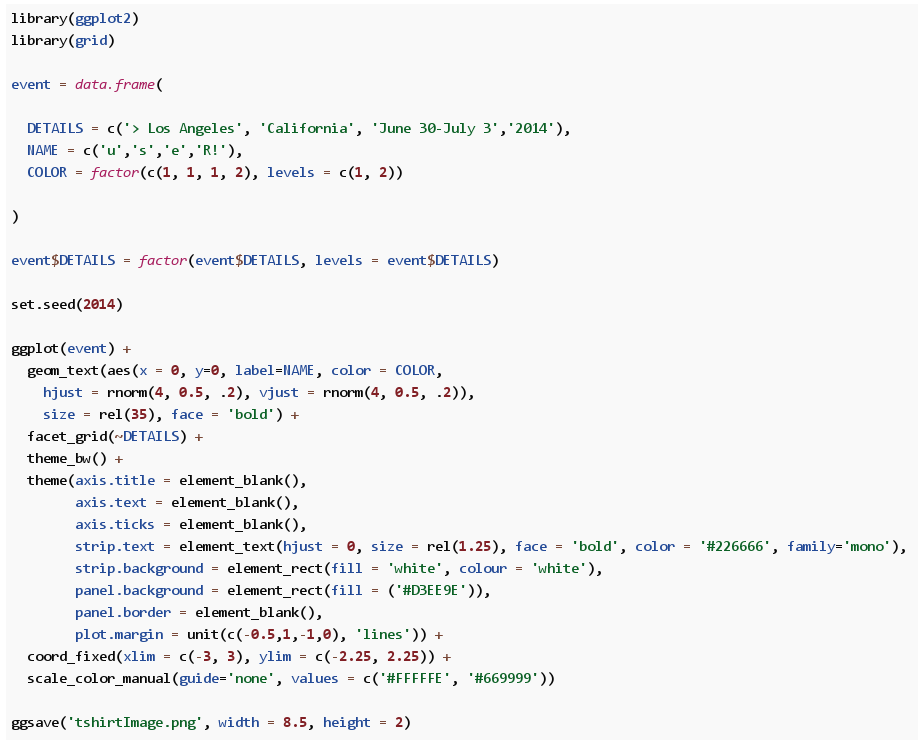 library(ggplot2)
library(grid)

event = data.frame(

  DETAILS = c('> Los Angeles', 'California', 'June 30-July 3','2014'),
  NAME = c('u','s','e','R!'),
  COLOR = factor(c(1, 1, 1, 2), levels = c(1, 2))

)

event$DETAILS = factor(event$DETAILS, levels = event$DETAILS)

set.seed(2014)

ggplot(event) +
  geom_text(aes(x = 0, y=0, label=NAME, color = COLOR,
    hjust = rnorm(4, 0.5, .2), vjust = rnorm(4, 0.5, .2)),
    size = rel(35), face = 'bold') +
  facet_grid(~DETAILS) +
  theme_bw() +
  theme(axis.title = element_blank(),
        axis.text = element_blank(),
        axis.ticks = element_blank(),
        strip.text = element_text(hjust = 0, size = rel(1.25), face = 'bold', color = '#226666', family='mono'),
        strip.background = element_rect(fill = 'white', colour = 'white'),
        panel.background = element_rect(fill = ('#D3EE9E')),
        panel.border = element_blank(),
        plot.margin = unit(c(-0.5,1,-1,0), 'lines')) +
  coord_fixed(xlim = c(-3, 3), ylim = c(-2.25, 2.25)) +
  scale_color_manual(guide='none', values = c('#FFFFFE', '#669999'))

ggsave('tshirtImage.png', width = 8.5, height = 2)